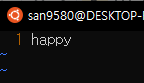 san9580@DESKTOP-
1 happy
~
~